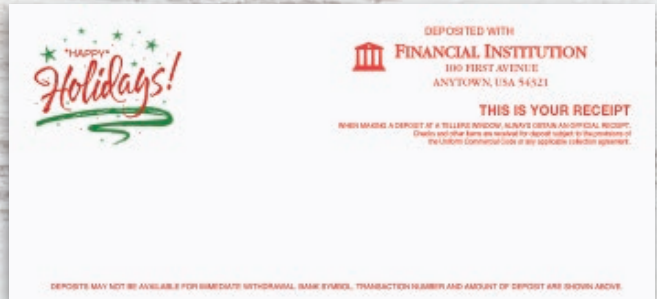 *HAPPY*
Holidays!
DEPOSITED WITH
FINANCIAL INSTITUTION
100 FIRST AVENUE
ANYTOWN, USA 54321
THIS IS YOUR RECEIPT
WHEN MAKING A DEPOSIT AT A TELLERS WINDOW, ALWAYS OBTAIN AN OFFICIAL RECEIPT.
Checks and other items are received for deposit subject to the provisions of
the Uniform Commercial Code or any applicable collection agreement.
DEPOSITS MAY NOT BE AVAILABLE FOR IMMEDIATE WITHDRAWAL. BANK SYMBOL, TRANSACTION NUMBER AND AMOUNT OF DEPOSIT ARE SHOWN ABOVE.